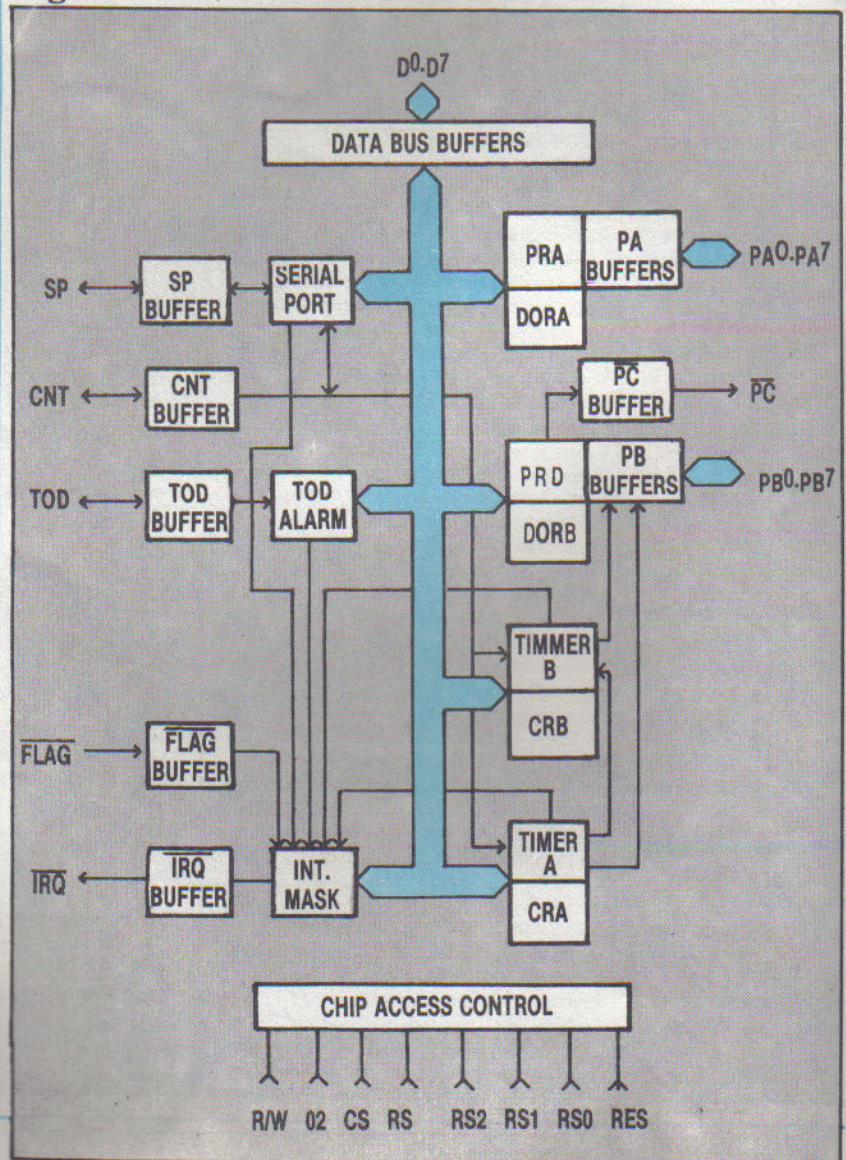 D0.D7
DATA BUS BUFFERS
SP
SP
BUFFER
SERIAL
PORT
PRA
PA
BUFFERS
PA0.PA7
DORA
CNT
CNT
BUFFER
PC
BUFFER
PC
TOD
TOD
BUFFER
TOD
ALARM
PRD
PB
BUFFERS
PB0.PB7
DORB
TIMMER
B
CRB
FLAG
FLAG
BUFFER
IRQ
IRQ
BUFFER
INT.
MASK
TIMER
A
CRA
CHIP ACCESS CONTROL
R/W 02 CS RS RS2 RS1 RS0 RES